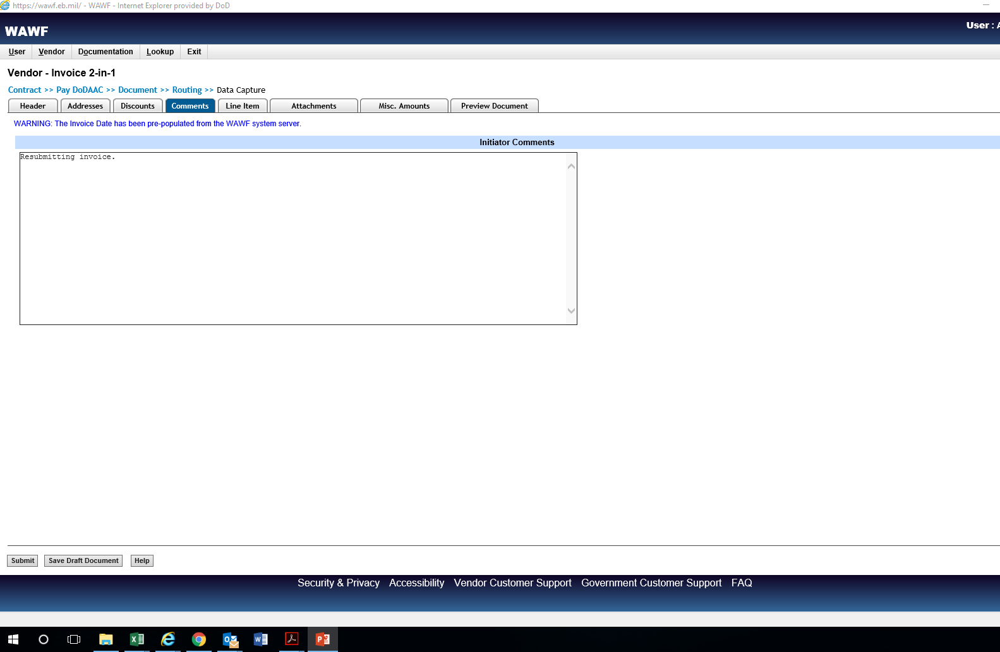 https://wawf.eb.mil/ - WAWF - Internet Explorer provided by DoD
WAWF
User : A
User Vendor Documentation Lookup Exit
Vendor - Invoice 2-in-1
Contract >> Pay DoDAAC >> Document >> Routing >> Data Capture
Header Addresses Discounts Comments Line Item Attachments Misc. Amounts Preview Document
WARNING: The Invoice Date has been pre-populated from the WAWF system server.
Initiator Comments
Resubmitting invoice.
Submit Save Draft Document Help
Security & Privacy Accessibility Vendor Customer Support Government Customer Support FAQ